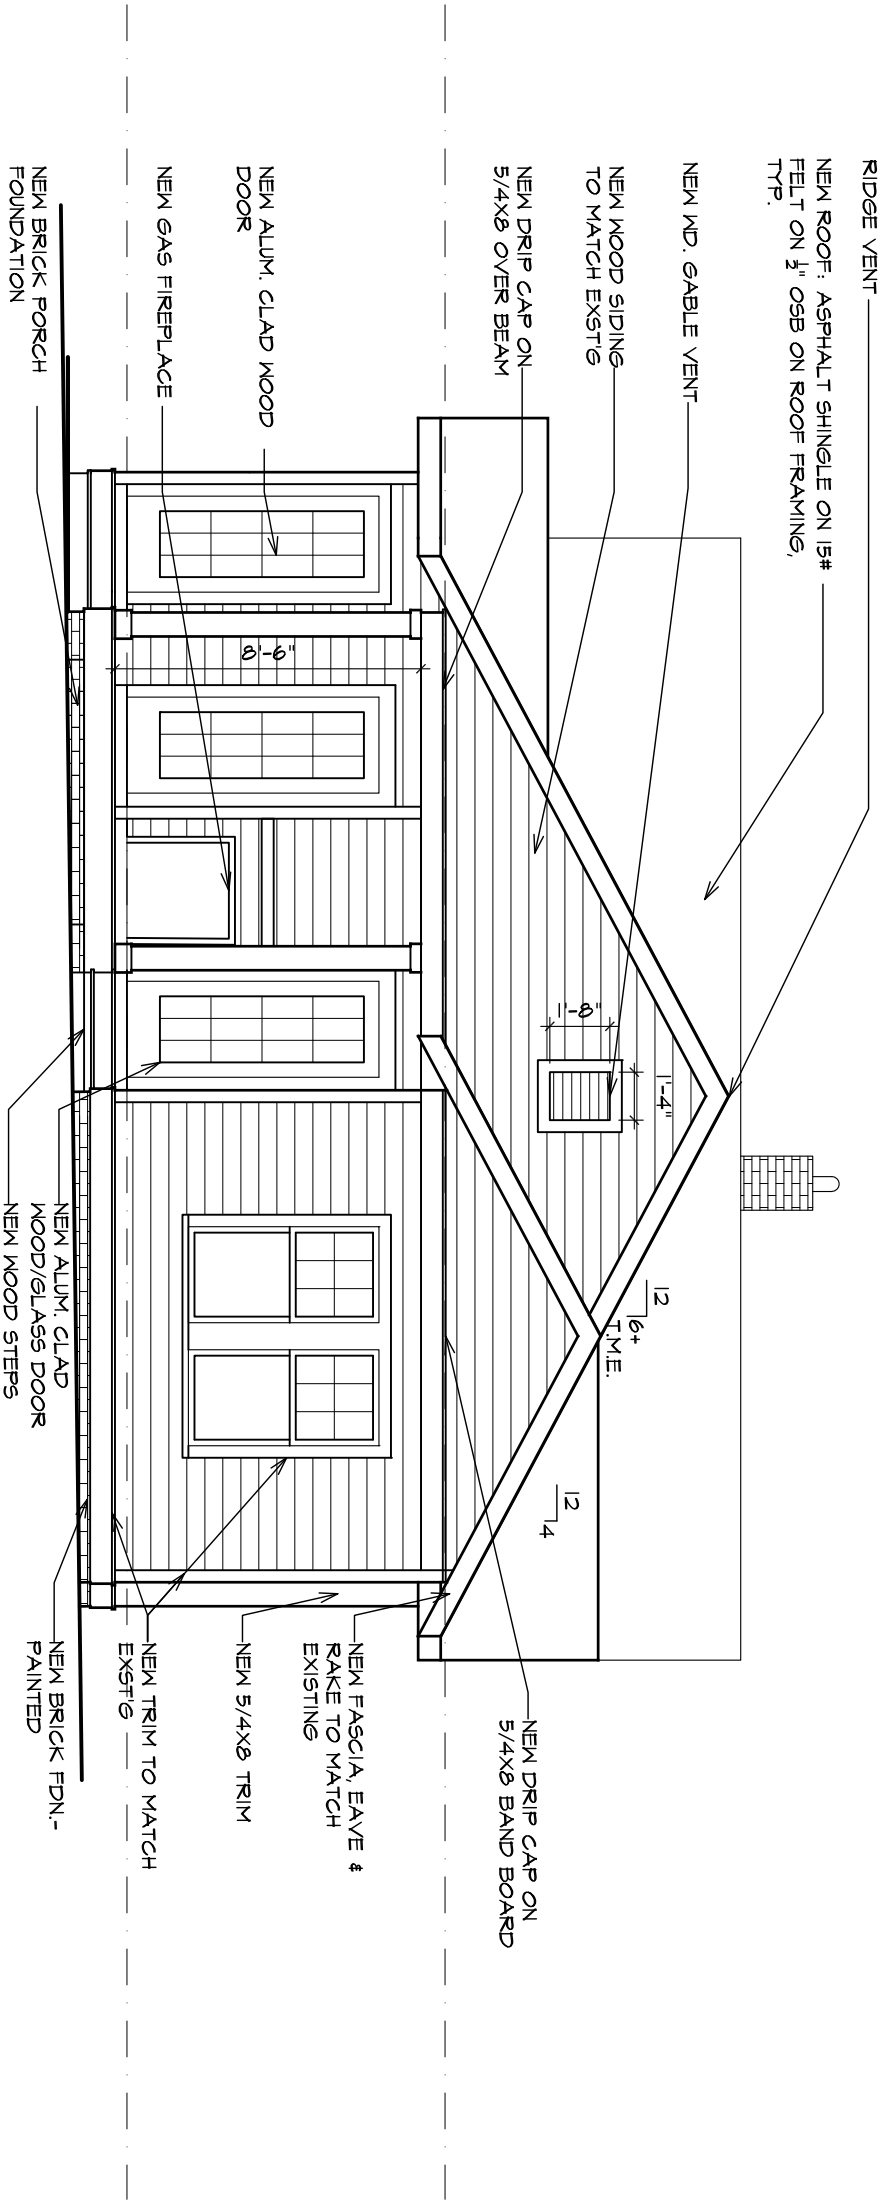 RIDGE VENT
NEW ROOF: ASPHALT SHINGLE ON 15#
FELT ON ½" OSB ON ROOF FRAMING,
TYP.
NEW WD. GABLE VENT
NEW WOOD SIDING
TO MATCH EXST'G
NEW DRIP CAP ON
5/4X8 OVER BEAM
NEW ALUM. CLAD WOOD
DOOR
NEW GAS FIREPLACE
NEW BRICK PORCH
FOUNDATION
8'-6"
1'-8"
1'-4"
12
6+
T.M.E.
12
4
NEW DRIP CAP ON
5/4X8 BAND BOARD
NEW FASCIA, EAVE &
RAKE TO MATCH
EXISTING
NEW 5/4X8 TRIM
NEW TRIM TO MATCH
EXST'G
NEW BRICK FDN.-
PAINTED
NEW ALUM. CLAD
WOOD/GLASS DOOR
NEW WOOD STEPS